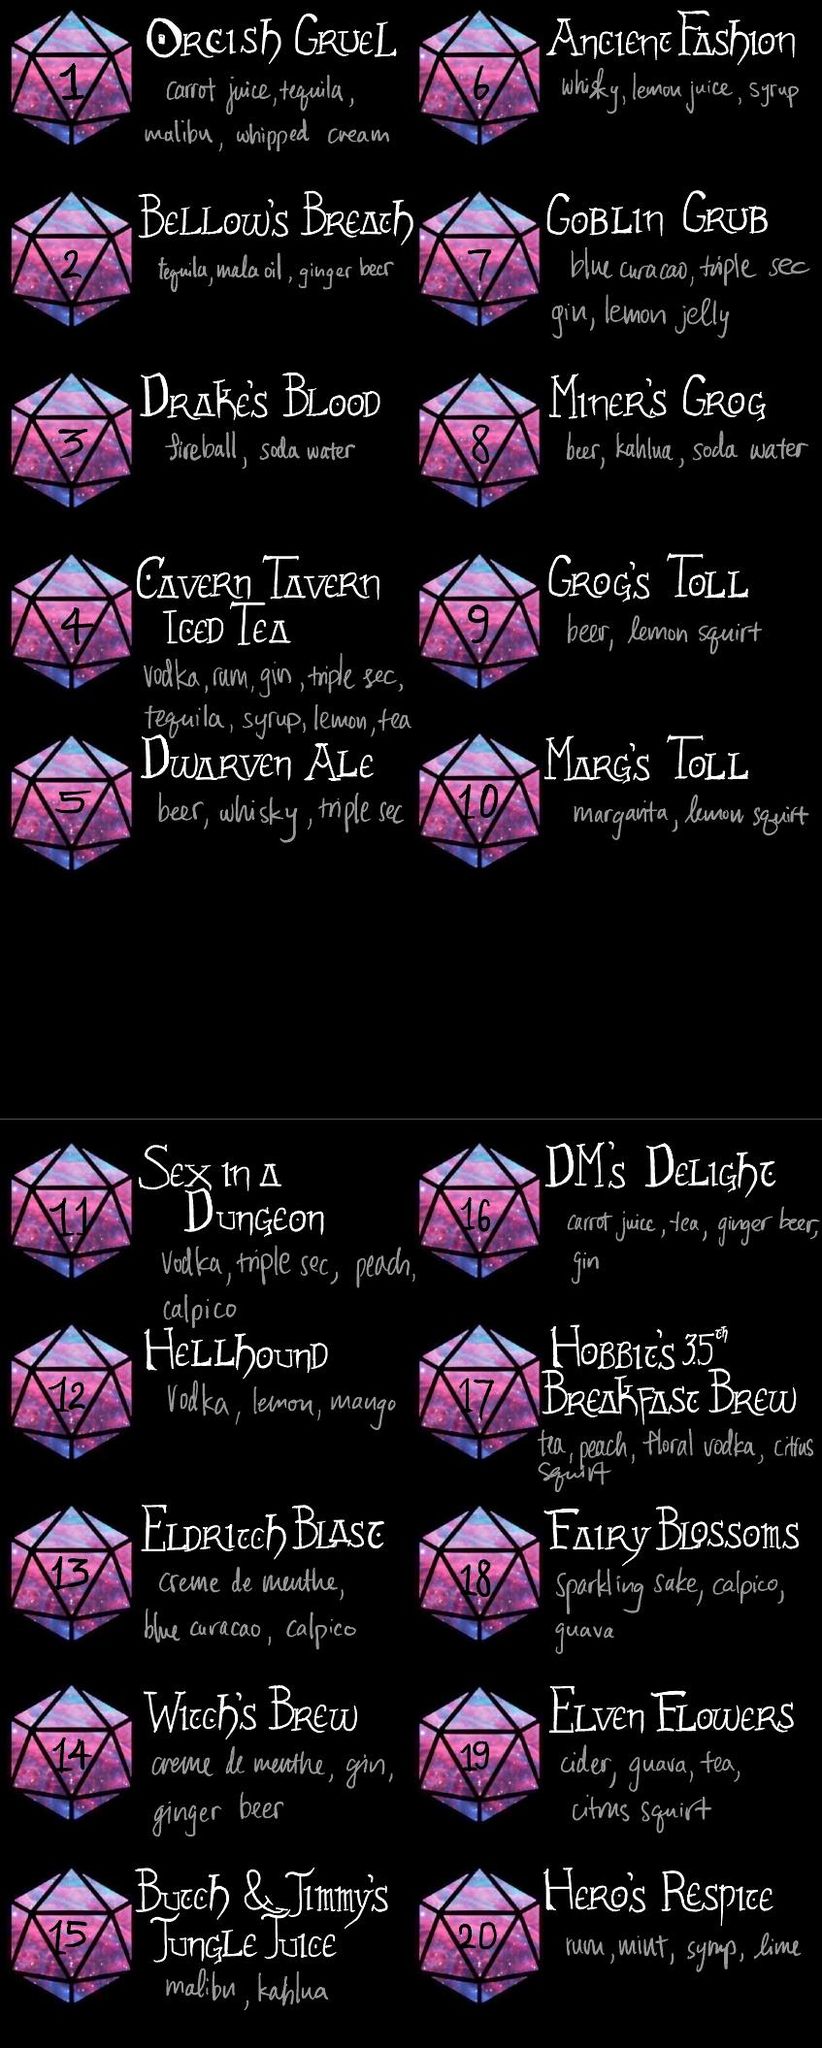 1
Orcish Gruel
carrot juice, tequila,
malibu, whipped cream
2
Bellow's Breath
tequila, mala oil, ginger beer
3
Drake's Blood
fireball, soda water
4
Cavern Tavern
Iced Tea
vodka, rum, gin, triple sec,
tequila, syrup, lemon, tea
5
Dwarven Ale
beer, whisky, triple sec
6
Ancient Fashion
whisky, lemon juice, syrup
7
Goblin Grub
blue curacao, triple sec
gin, lemon jelly
8
Miner's Grog
beer, kahlua, soda water
9
Grog's Toll
beer, lemon squirt
10
Marg's Toll
margarita, lemon squirt
11
Sex in a
Dungeon
vodka, triple sec, peach,
calpico
12
Hellhound
vodka, lemon, mango
13
Eldritch Blast
creme de menthe,
blue curacao, calpico
14
Witch's Brew
creme de menthe, gin,
ginger beer
15
Butch & Jimmy's
Jungle Juice
malibu, kahlua
16
DM's Delight
carrot juice, tea, ginger beer,
gin
17
Hobbit's 3.5th
Breakfast Brew
tea, peach, floral vodka, citrus
squirt
18
Fairy Blossoms
sparkling sake, calpico,
guava
19
Elven Flowers
cider, guava, tea,
citrus squirt
20
Hero's Respite
rum, mint, syrup, lime